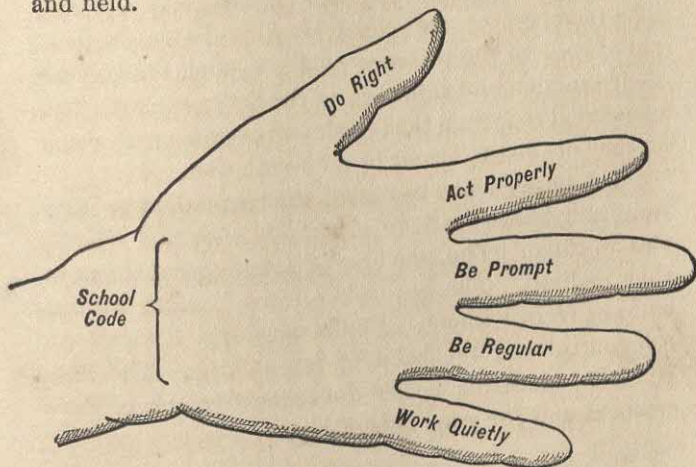 and held.
Do Right
Act Properly
Be Prompt
School
Code
Be Regular
Work Quietly